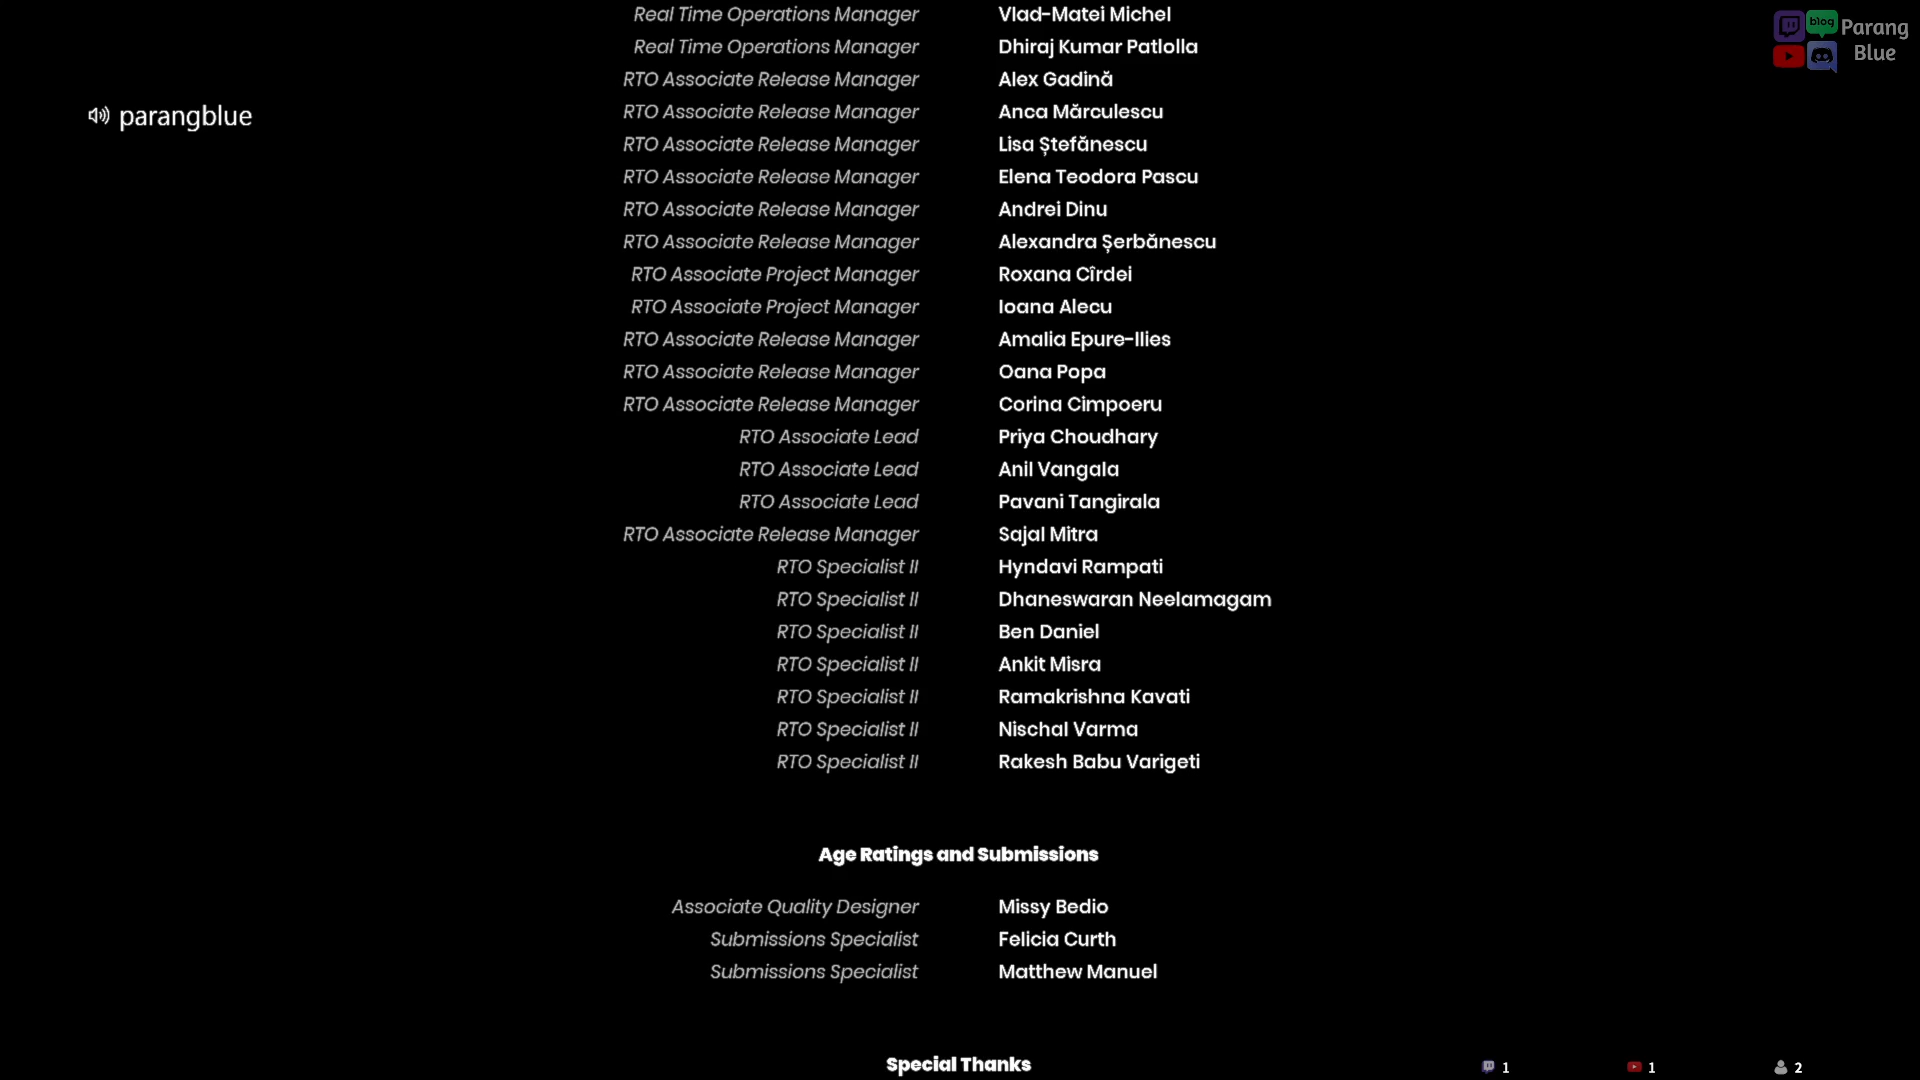 Real Time Operations Manager Vlad-Matei Michel
Real Time Operations Manager Dhiraj Kumar Patlolla
RTO Associate Release Manager Alex Gadină
RTO Associate Release Manager Anca Mărculescu
RTO Associate Release Manager Lisa Ștefănescu
RTO Associate Release Manager Elena Teodora Pascu
RTO Associate Release Manager Andrei Dinu
RTO Associate Release Manager Alexandra Șerbănescu
RTO Associate Project Manager Roxana Cîrdei
RTO Associate Project Manager Ioana Alecu
RTO Associate Release Manager Amalia Epure-Ilies
RTO Associate Release Manager Oana Popa
RTO Associate Release Manager Corina Cimpoeru
RTO Associate Lead Priya Choudhary
RTO Associate Lead Anil Vangala
RTO Associate Lead Pavani Tangirala
RTO Associate Release Manager Sajal Mitra
RTO Specialist II Hyndavi Rampati
RTO Specialist II Dhaneswaran Neelamagam
RTO Specialist II Ben Daniel
RTO Specialist II Ankit Misra
RTO Specialist II Ramakrishna Kavati
RTO Specialist II Nischal Varma
RTO Specialist II Rakesh Babu Varigeti
Age Ratings and Submissions
Associate Quality Designer Missy Bedio
Submissions Specialist Felicia Curth
Submissions Specialist Matthew Manuel
Special Thanks
parangblue
blog
Parang
Blue
1 1 2